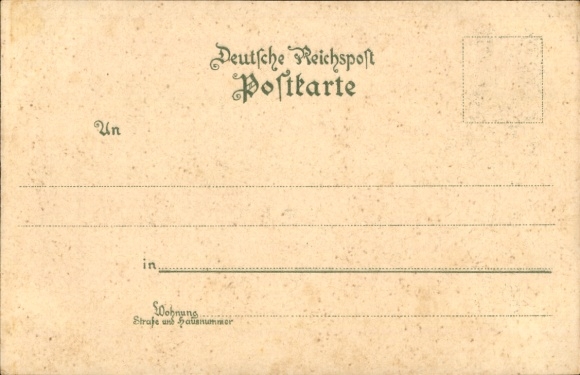 Deutſche Reichspoſt
Poſtkarte
An
in
Wohnung
Straße und Hausnummer